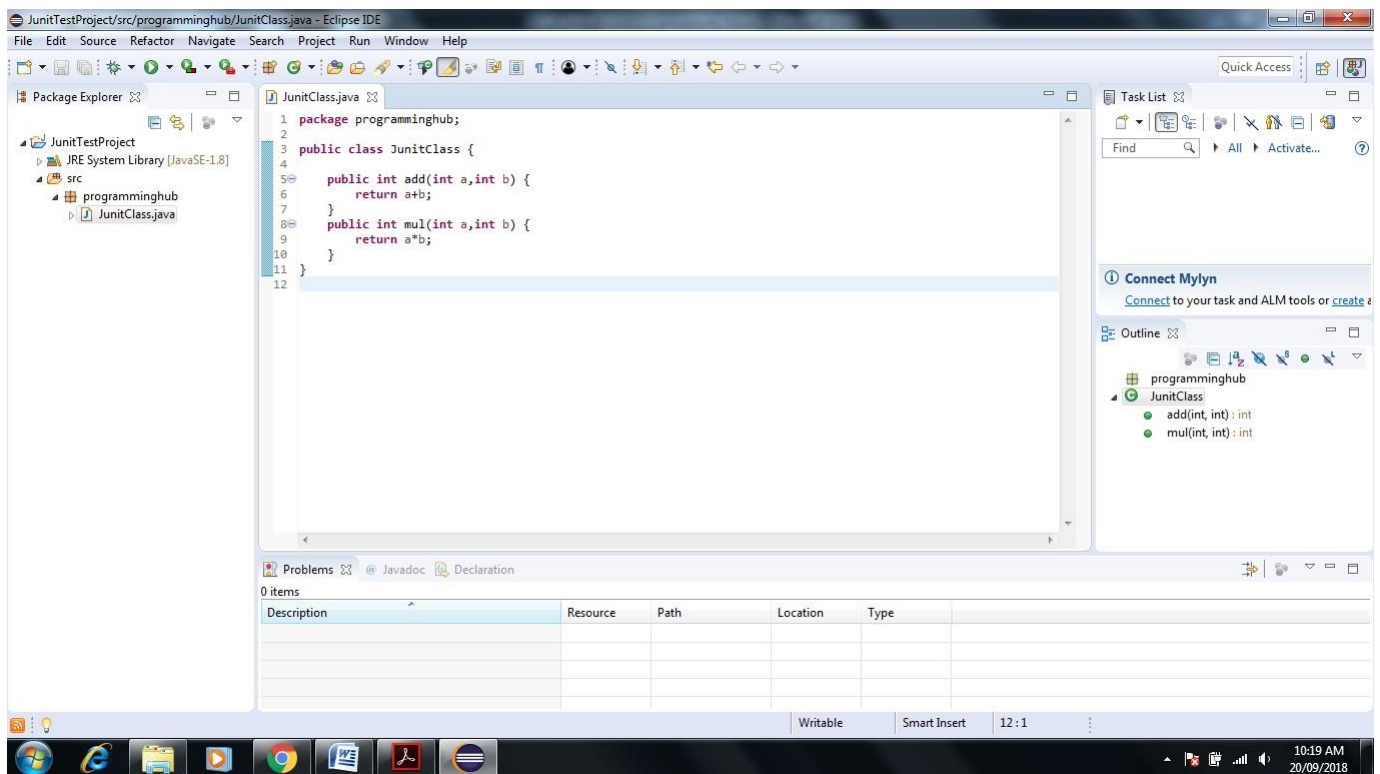 JunitTestProject/src/programminghub/JunitClass.java - Eclipse IDE
File Edit Source Refactor Navigate Search Project Run Window Help
Quick Access
Package Explorer
JunitTestProject
JRE System Library [JavaSE-1.8]
src
programminghub
JunitClass.java
JunitClass.java
1 package programminghub;
2
3 public class JunitClass {
4
5 public int add(int a,int b) {
6 return a+b;
7 }
8 public int mul(int a,int b) {
9 return a*b;
10 }
11 }
12
Task List
Find All Activate...
Connect Mylyn
Connect to your task and ALM tools or create a
Outline
programminghub
JunitClass
add(int, int) : int
mul(int, int) : int
Problems Javadoc Declaration
0 items
Description Resource Path Location Type
Writable Smart Insert 12 : 1
10:19 AM
20/09/2018